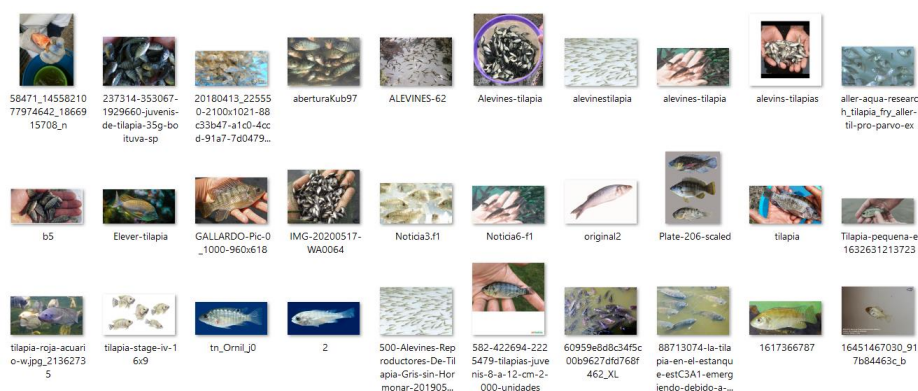 58471_14558210
77974642_18669
15708_n
237314-353067-
1929660-juvenis-
de-tilapia-35g-bo
ituva-sp
20180413_22555
0-2100x1021-88
c33b47-a1c0-4cc
d-91a7-7d0479...
aberturaKub97
ALEVINES-62
Alevines-tilapia
alevinestilapia
alevines-tilapia
alevins-tilapias
aller-aqua-researc
h_tilapia_fry_aller-
til-pro-parvo-ex
b5
Elever-tilapia
GALLARDO-Pic-0
_1000-960x618
IMG-20200517-
WA0064
Noticia3.f1
Noticia6-f1
original2
Plate-206-scaled
tilapia
Tilapia-pequena-e
1632631213723
tilapia-roja-acuari
o-w.jpg_2136273
5
tilapia-stage-iv-1
6x9
tn_Ornil_j0
2
500-Alevines-Rep
roductores-De-Til
apia-Gris-sin-Hor
monar-201905...
582-422694-222
5479-tilapias-juve
nis-8-a-12-cm-2-
000-unidades
60959e8d8c34f5c
00b9627dfd768f
462_XL
88713074-la-tila
pia-en-el-estanqu
e-estC3A1-emerg
iendo-debido-a-...
1617366787
16451467030_91
7b84463c_b